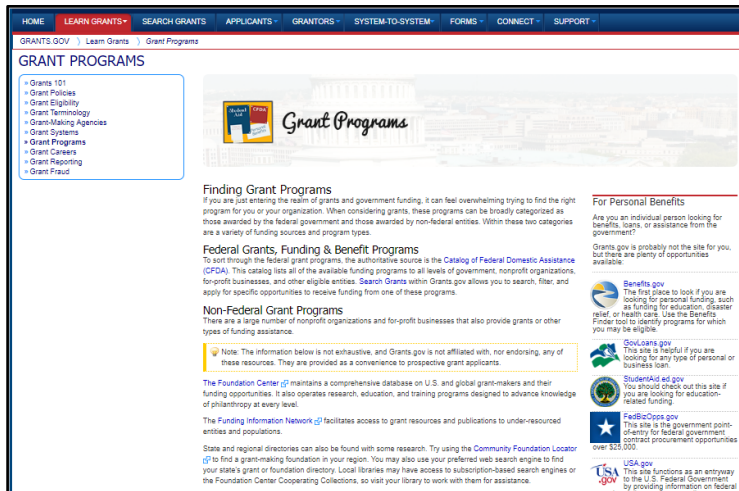 HOME LEARN GRANTS SEARCH GRANTS APPLICANTS GRANTORS SYSTEM-TO-SYSTEM FORMS CONNECT SUPPORT
GRANTS.GOV 〉 Learn Grants 〉 Grant Programs
GRANT PROGRAMS
» Grants 101
» Grant Policies
» Grant Eligibility
» Grant Terminology
» Grant-Making Agencies
» Grant Systems
» Grant Programs
» Grant Careers
» Grant Reporting
» Grant Fraud
Student Aid
CFDA
Grant Programs
Finding Grant Programs
If you are just entering the realm of grants and government funding, it can feel overwhelming trying to find the right
program for you or your organization. When considering grants, these programs can be broadly categorized as
those awarded by the federal government and those awarded by non-federal entities. Within these two categories
are a variety of funding sources and program types.
Federal Grants, Funding & Benefit Programs
To sort through the federal grant programs, the authoritative source is the Catalog of Federal Domestic Assistance
(CFDA). This catalog lists all of the available funding programs to all levels of government, nonprofit organizations,
for-profit businesses, and other eligible entities. Search Grants within Grants.gov allows you to search, filter, and
apply for specific opportunities to receive funding from one of these programs.
Non-Federal Grant Programs
There are a large number of nonprofit organizations and for-profit businesses that also provide grants or other
types of funding assistance.
Note: The information below is not exhaustive, and Grants.gov is not affiliated with, nor endorsing, any of
these resources. They are provided as a convenience to prospective grant applicants.
The Foundation Center maintains a comprehensive database on U.S. and global grant-makers and their
funding opportunities. It also operates research, education, and training programs designed to advance knowledge
of philanthropy at every level.
The Funding Information Network facilitates access to grant resources and publications to under-resourced
entities and populations.
State and regional directories can also be found with some research. Try using the Community Foundation Locator
to find a grant-making foundation in your region. You may also use your preferred web search engine to find
your state's grant or foundation directory. Local libraries may have access to subscription-based search engines or
the Foundation Center Cooperating Collections, so visit your library to work with them for assistance.
For Personal Benefits
Are you an individual person looking for
benefits, loans, or assistance from the
government?
Grants.gov is probably not the site for you,
but there are plenty of opportunities
available:
Benefits.gov
The first place to look if you are
looking for personal funding, such
as funding for education, disaster
relief, or health care. Use the Benefits
Finder tool to identify programs for which
you may be eligible.
GovLoans.gov
This site is helpful if you are
looking for any type of personal or
business loan.
StudentAid.ed.gov
You should check out this site if
you are looking for education-
related funding.
FedBizOpps.gov
This site is the government point-
of-entry for federal government
contract procurement opportunities
over $25,000.
USA.gov
USA.gov
This site functions as an entryway
to the U.S. Federal Government
by providing information on federal